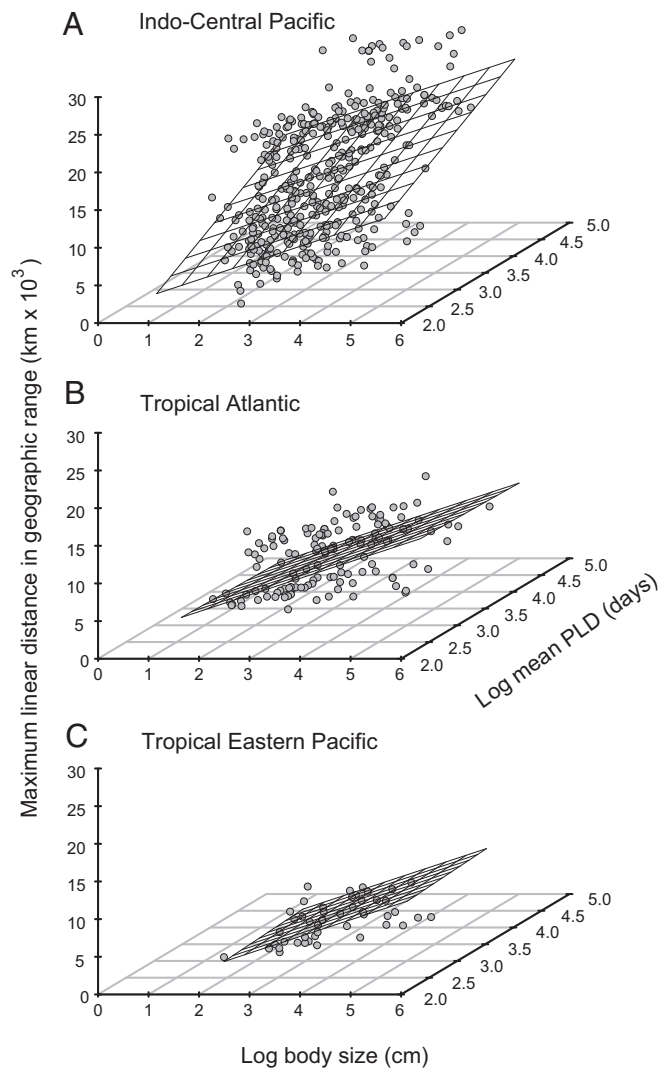 A Indo-Central Pacific
30
25
20
15
10
5
0
0 1 2 3 4 5 6
2.0 2.5 3.0 3.5 4.0 4.5 5.0
B Tropical Atlantic
30
25
20
15
10
5
0
0 1 2 3 4 5 6
2.0 2.5 3.0 3.5 4.0 4.5 5.0
Maximum linear distance in geographic range (km x 10³)
Log mean PLD (days)
C Tropical Eastern Pacific
30
25
20
15
10
5
0
0 1 2 3 4 5 6
2.0 2.5 3.0 3.5 4.0 4.5 5.0
Log body size (cm)